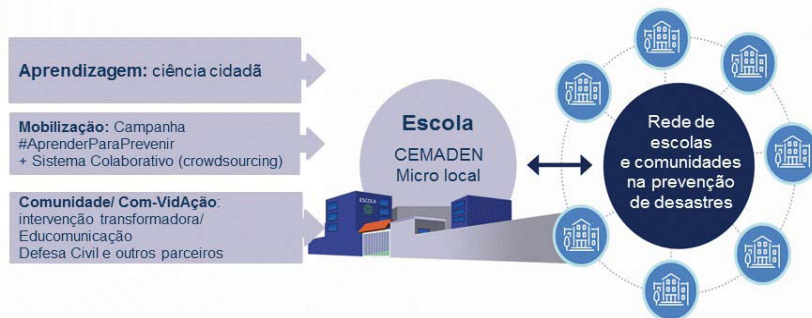 Aprendizagem: ciência cidadã
Mobilização: Campanha
#AprenderParaPrevenir
+ Sistema Colaborativo (crowdsourcing)
Comunidade/ Com-VidAção:
intervenção transformadora/
Educomunicação
Defesa Civil e outros parceiros
Escola
CEMADEN
Micro local
ESCOLA
Rede de
escolas
e comunidades
na prevenção
de desastres